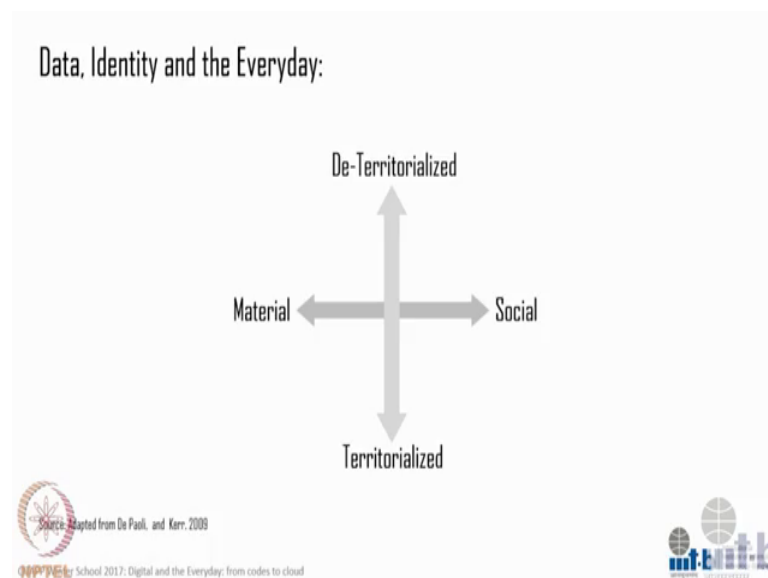 Data, Identity and the Everyday:
De-Territorialized
Material
Social
Territorialized
Source: Adapted from De Paoli, and Kerr, 2009
School 2017: Digital and the Everyday: from codes to cloud
NPTEL